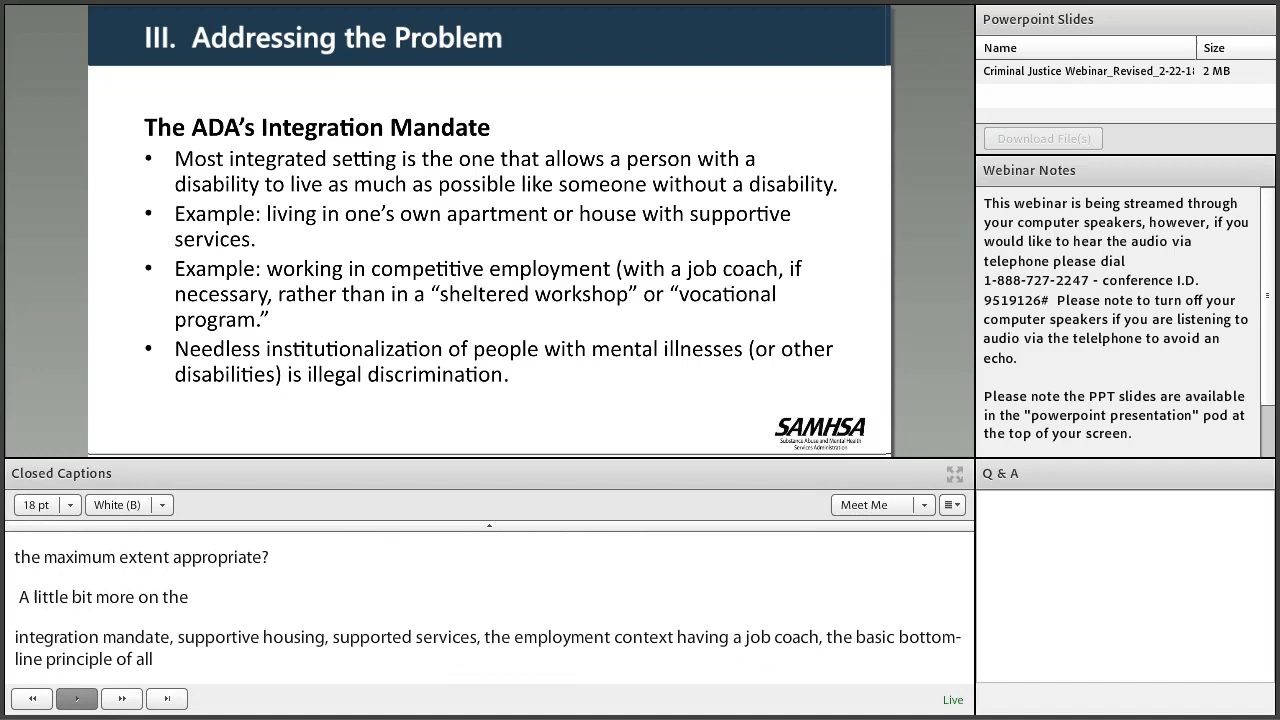 III. Addressing the Problem
The ADA's Integration Mandate
• Most integrated setting is the one that allows a person with a
disability to live as much as possible like someone without a disability.
• Example: living in one's own apartment or house with supportive
services.
• Example: working in competitive employment (with a job coach, if
necessary, rather than in a “sheltered workshop” or “vocational
program.”
• Needless institutionalization of people with mental illnesses (or other
disabilities) is illegal discrimination.
SAMHSA
Substance Abuse and Mental Health
Services Administration
Powerpoint Slides
Name Size
Criminal Justice Webinar_Revised_2-22-18 2 MB
Download File(s)
Webinar Notes
This webinar is being streamed through
your computer speakers, however, if you
would like to hear the audio via
telephone please dial
1-888-727-2247 - conference I.D.
9519126# Please note to turn off your
computer speakers if you are listening to
audio via the telelphone to avoid an
echo.
Please note the PPT slides are available
in the "powerpoint presentation" pod at
the top of your screen.
Closed Captions
18 pt White (B) Meet Me
the maximum extent appropriate?
A little bit more on the
integration mandate, supportive housing, supported services, the employment context having a job coach, the basic bottom-
line principle of all
Live
Q & A